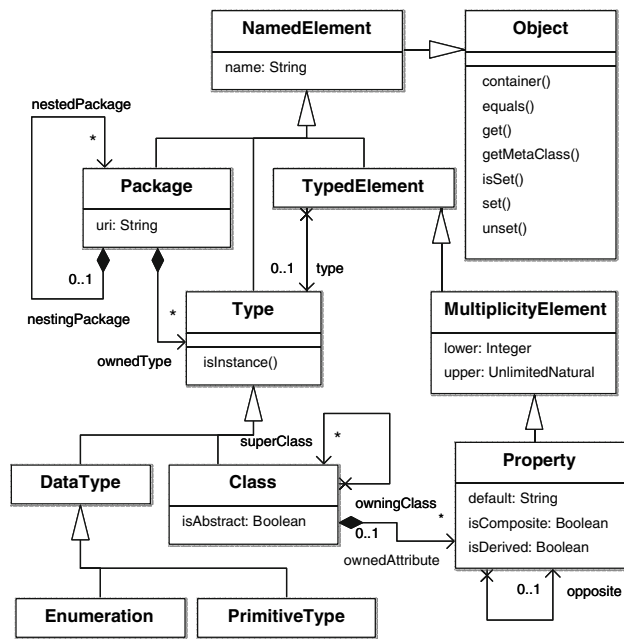 NamedElement
name: String
Object
container()
equals()
get()
getMetaClass()
isSet()
set()
unset()
nestedPackage
*
Package
uri: String
0..1
nestingPackage
*
ownedType
TypedElement
0..1
type
Type
isInstance()
MultiplicityElement
lower: Integer
upper: UnlimitedNatural
superClass
*
DataType
Class
isAbstract: Boolean
owningClass
0..1
*
ownedAttribute
Property
default: String
isComposite: Boolean
isDerived: Boolean
0..1
opposite
Enumeration
PrimitiveType